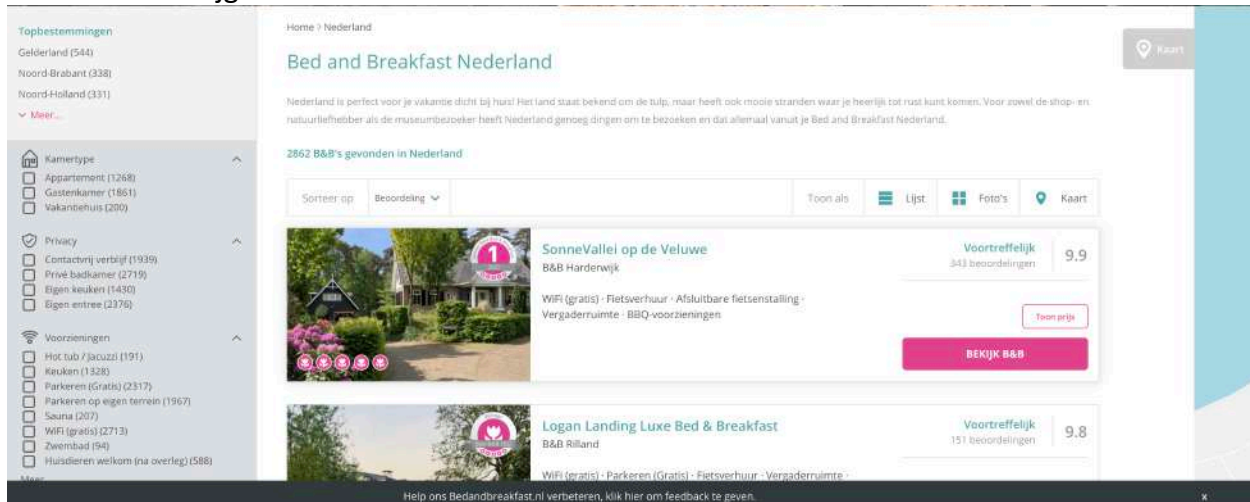 Topbestemmingen
Gelderland (544)
Noord-Brabant (338)
Noord-Holland (331)
Meer...
Kamertype
Appartement (1268)
Gastenkamer (1861)
Vakantiehuis (200)
Privacy
Contactvrij verblijf (1939)
Privé badkamer (2719)
Eigen keuken (1430)
Eigen entree (2376)
Voorzieningen
Hot tub / Jacuzzi (191)
Keuken (1328)
Parkeren (Gratis) (2317)
Parkeren op eigen terrein (1967)
Sauna (207)
WiFi (gratis) (2713)
Zwembad (94)
Huisdieren welkom (na overleg) (588)
Meer
Home › Nederland
Kaart
Bed and Breakfast Nederland
Nederland is perfect voor je vakantie dicht bij huis! Het land staat bekend om de tulp, maar heeft ook mooie stranden waar je heerlijk tot rust kunt komen. Voor zowel de shop- en
natuurliefhebber als de museumbezoeker heeft Nederland genoeg dingen om te bezoeken en dat allemaal vanuit je Bed and Breakfast Nederland.
2862 B&B's gevonden in Nederland
Sorteer op Beoordeling Toon als Lijst Foto's Kaart
1
SonneVallei op de Veluwe
B&B Harderwijk
WiFi (gratis) · Fietsverhuur · Afsluitbare fietsenstalling ·
Vergaderruimte · BBQ-voorzieningen
Voortreffelijk
343 beoordelingen
9.9
Toon prijs
BEKIJK B&B
Logan Landing Luxe Bed & Breakfast
B&B Rilland
WiFi (gratis) · Parkeren (Gratis) · Fietsverhuur · Vergaderruimte ·
Voortreffelijk
151 beoordelingen
9.8
Help ons Bedandbreakfast.nl verbeteren, klik hier om feedback te geven.
x